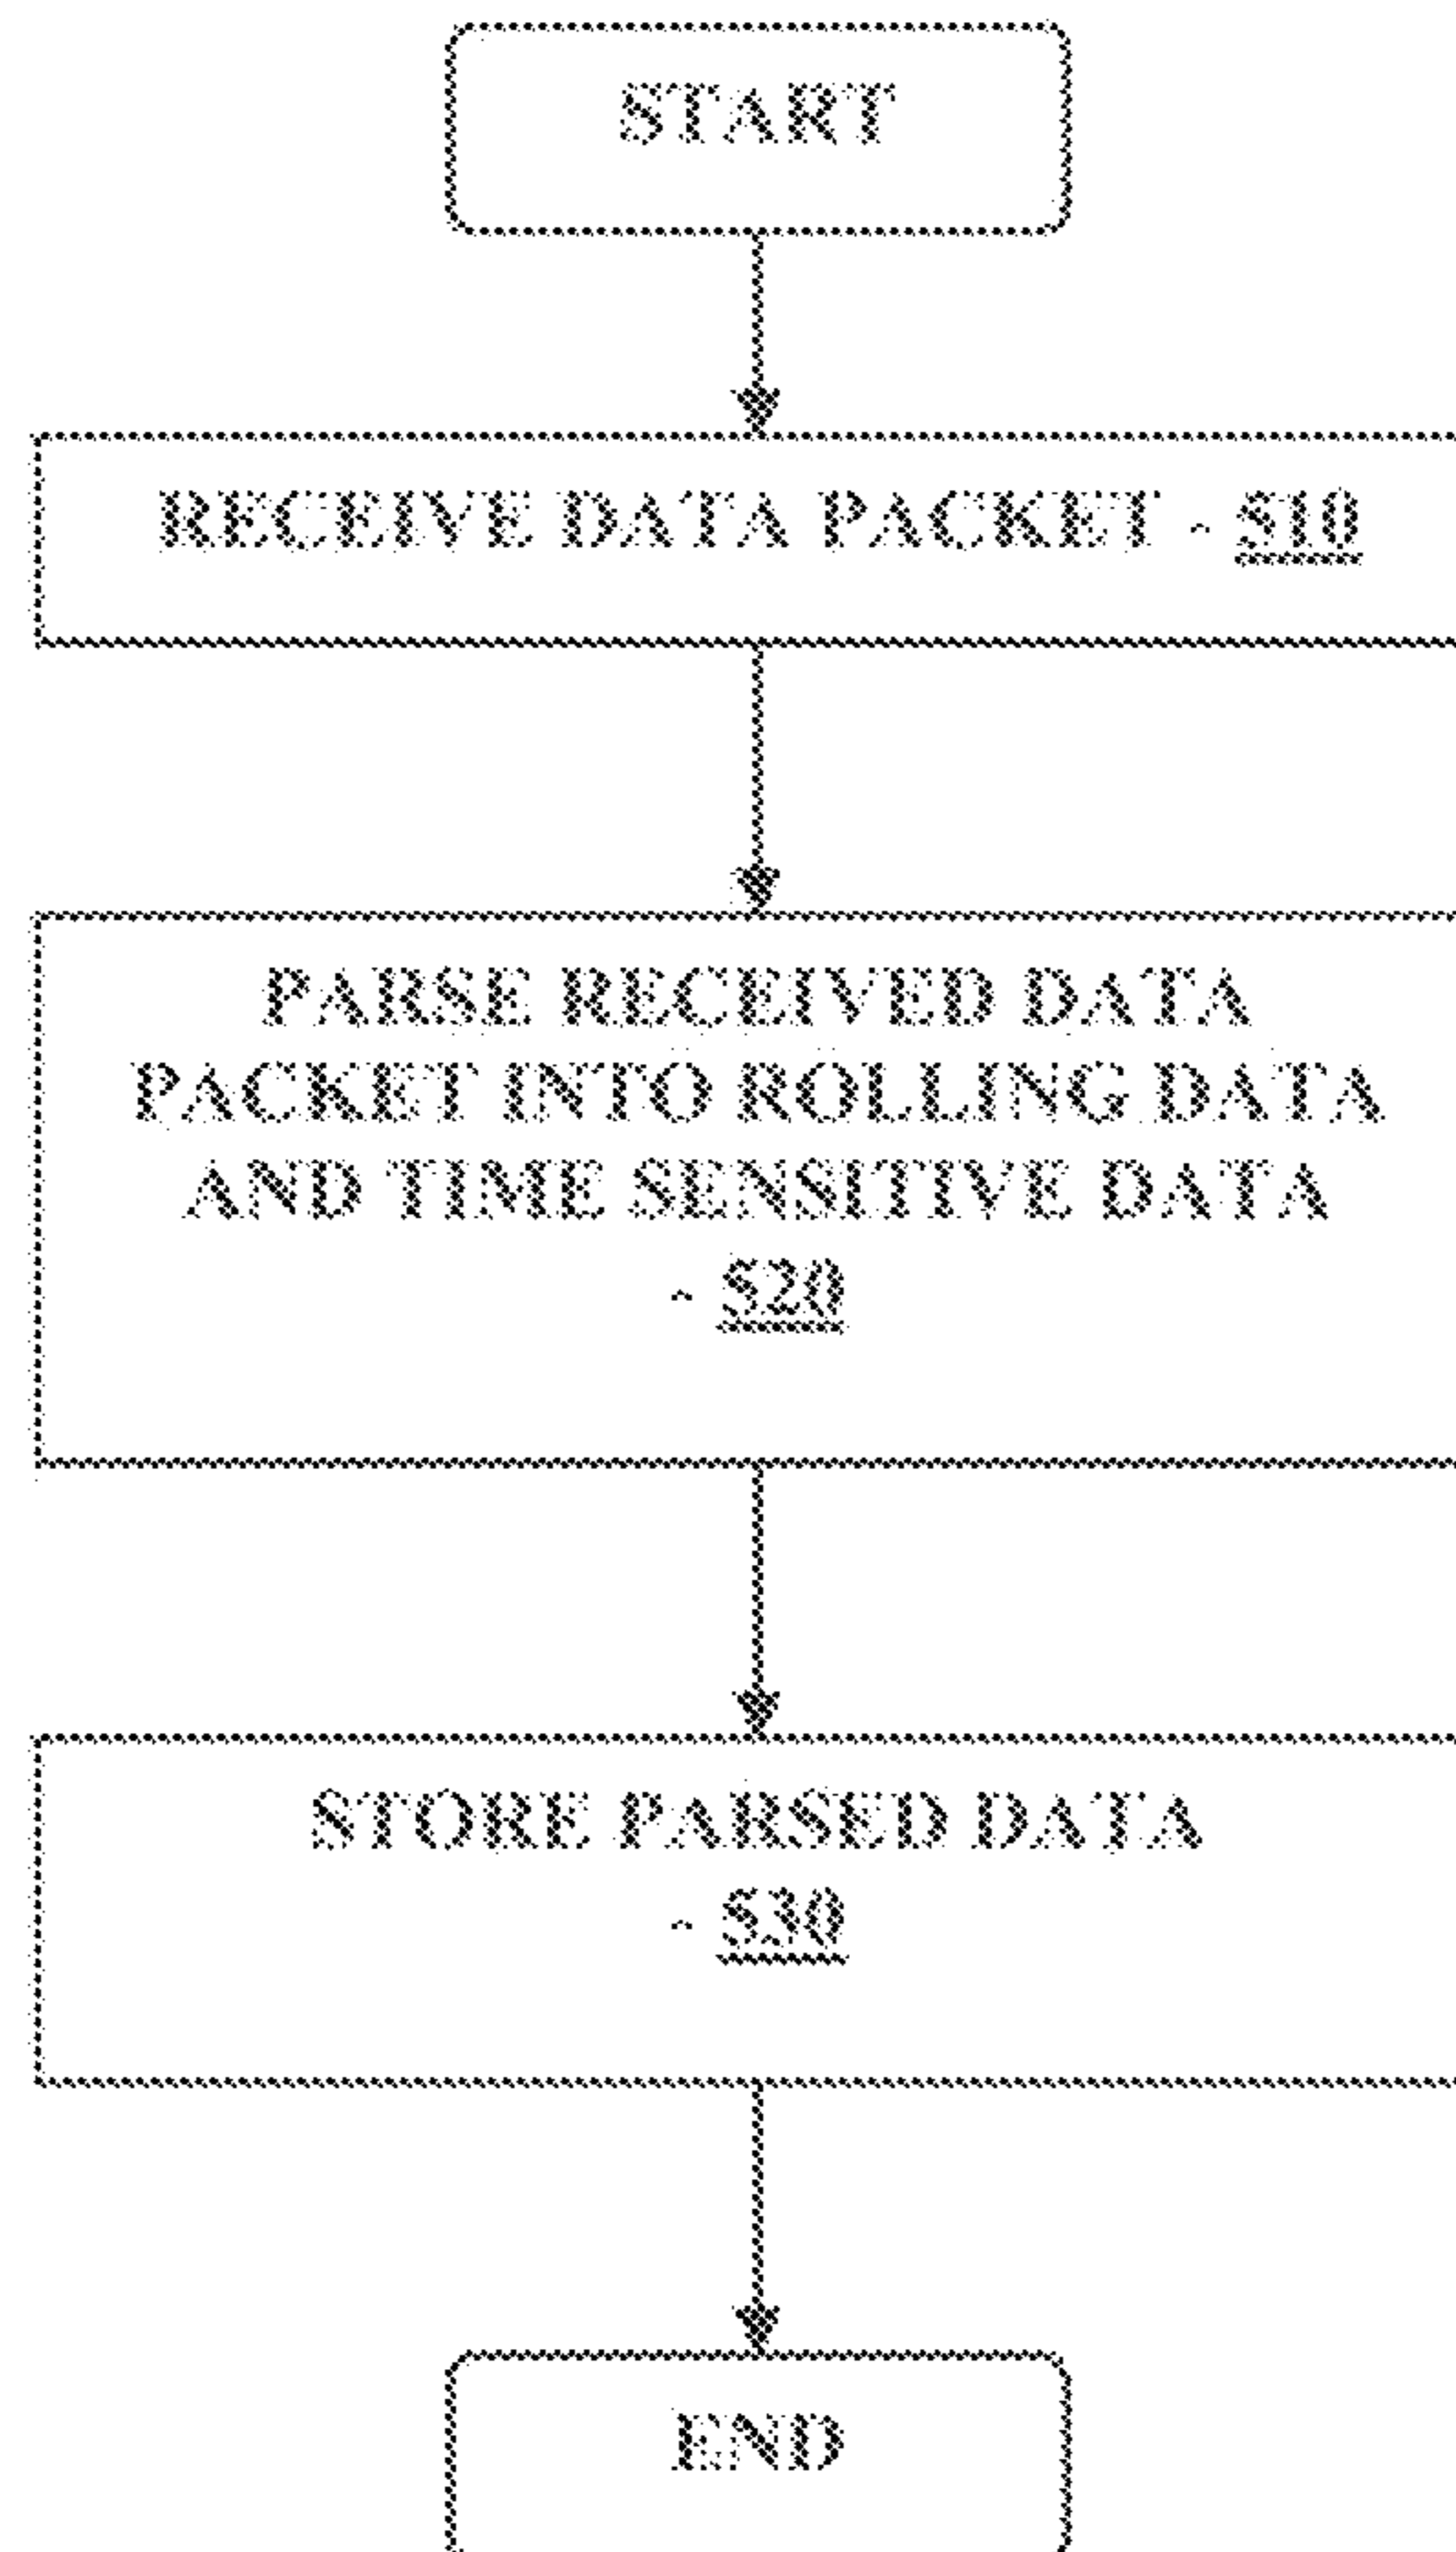 START
RECEIVE DATA PACKET - S10
PARSE RECEIVED DATA
PACKET INTO ROLLING DATA
AND TIME SENSITIVE DATA
- S20
STORE PARSED DATA
- S30
END